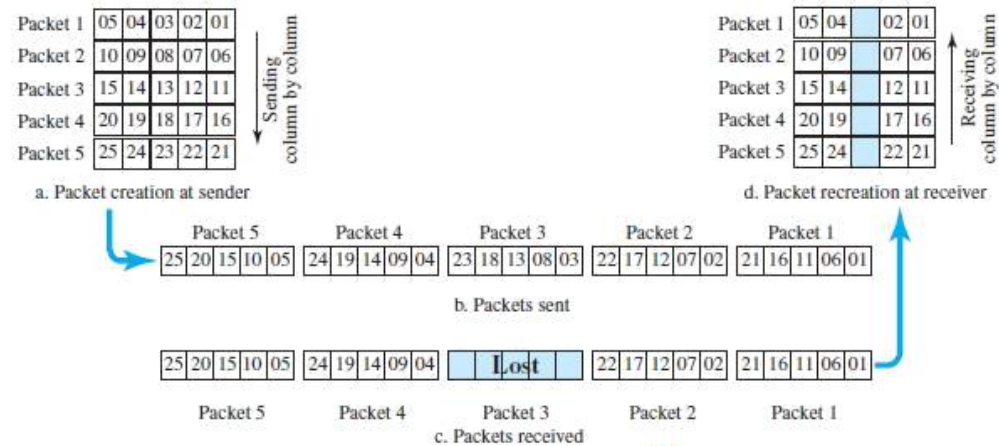 Packet 1 05 04 03 02 01
Packet 2 10 09 08 07 06
Packet 3 15 14 13 12 11
Packet 4 20 19 18 17 16
Packet 5 25 24 23 22 21
Sending
column by column
a. Packet creation at sender
Packet 1 05 04 02 01
Packet 2 10 09 07 06
Packet 3 15 14 12 11
Packet 4 20 19 17 16
Packet 5 25 24 22 21
Receiving
column by column
d. Packet recreation at receiver
Packet 5 Packet 4 Packet 3 Packet 2 Packet 1
25 20 15 10 05 24 19 14 09 04 23 18 13 08 03 22 17 12 07 02 21 16 11 06 01
b. Packets sent
25 20 15 10 05 24 19 14 09 04 Lost 22 17 12 07 02 21 16 11 06 01
Packet 5 Packet 4 Packet 3 Packet 2 Packet 1
c. Packets received